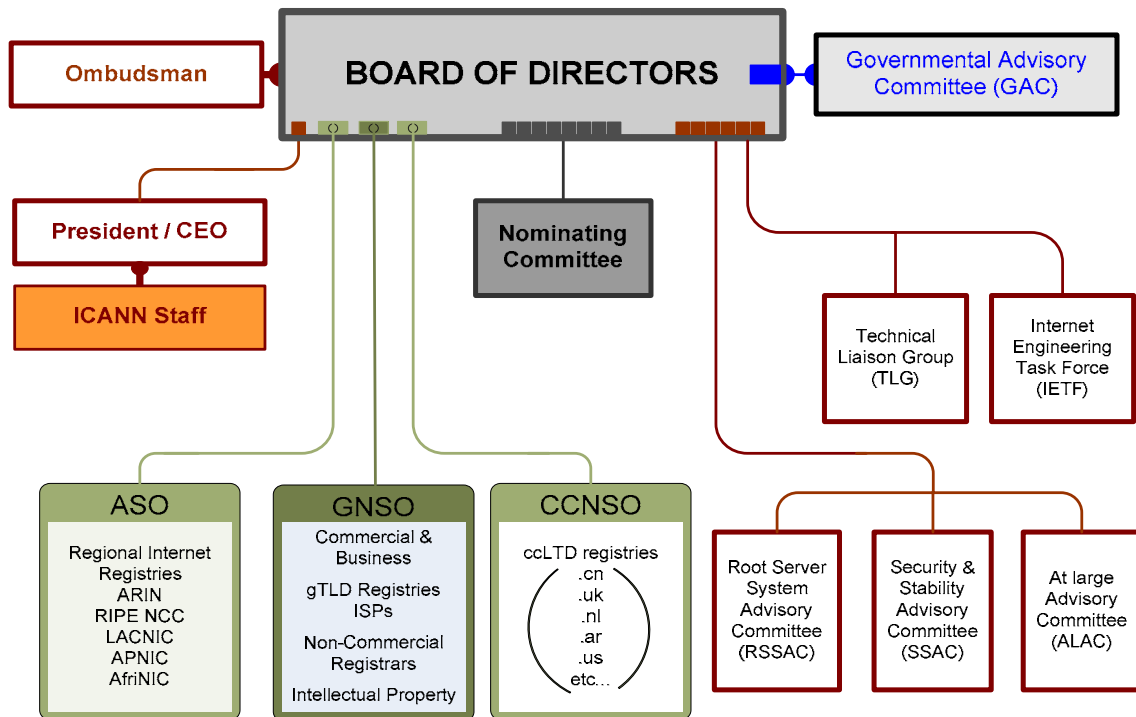 Ombudsman
BOARD OF DIRECTORS
Governmental Advisory
Committee (GAC)
President / CEO
ICANN Staff
Nominating
Committee
Technical
Liaison Group
(TLG)
Internet
Engineering
Task Force
(IETF)
ASO
Regional Internet
Registries
ARIN
RIPE NCC
LACNIC
APNIC
AfriNIC
GNSO
Commercial &
Business
gTLD Registries
ISPs
Non-Commercial
Registrars
Intellectual Property
CCNSO
ccLTD registries
.cn
.uk
.nl
.ar
.us
etc...
Root Server
System
Advisory
Committee
(RSSAC)
Security &
Stability
Advisory
Committee
(SSAC)
At large
Advisory
Committee
(ALAC)